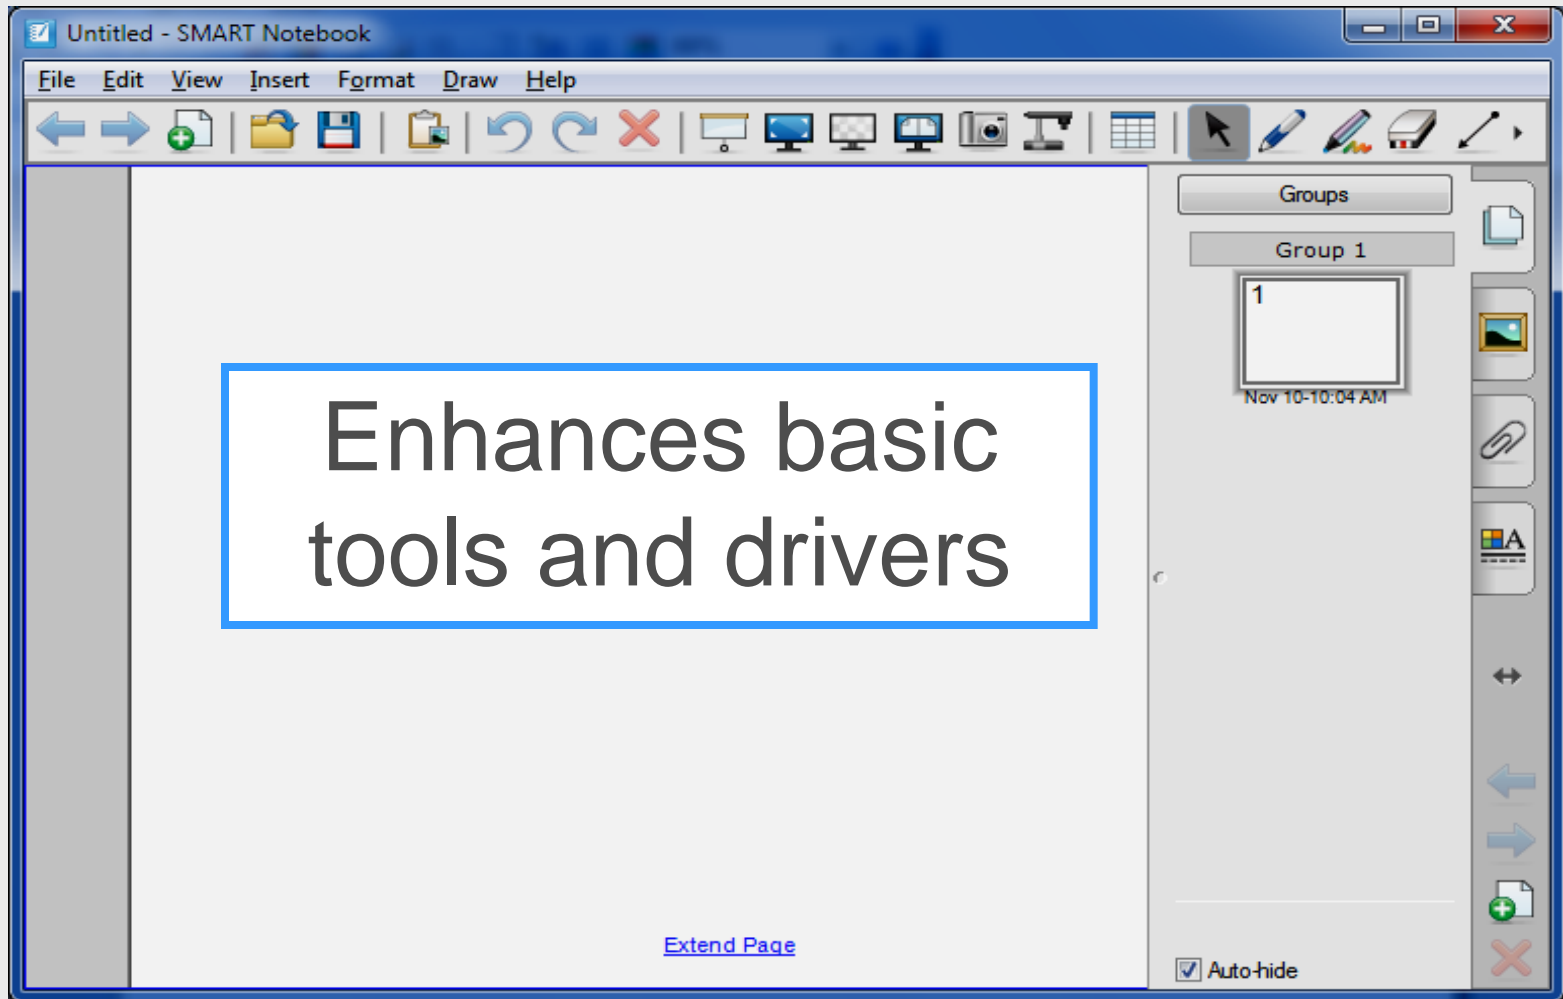 Untitled - SMART Notebook
File Edit View Insert Format Draw Help
Groups
Group 1
1
Nov 10-10:04 AM
Enhances basic
tools and drivers
A
Extend Page
Auto-hide